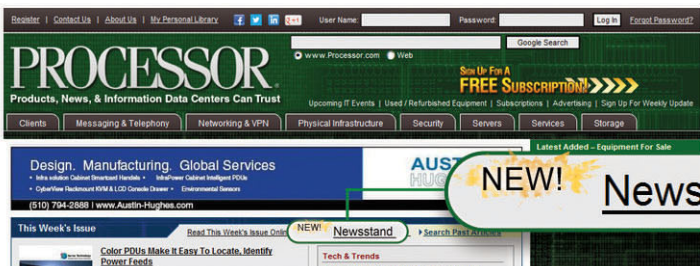 Register | Contact Us | About Us | My Personal Library
User Name: Password: Log In Forgot Password?
Google Search
www.Processor.com Web
PROCESSOR
Products, News, & Information Data Centers Can Trust
SIGN UP FOR A
FREE SUBSCRIPTION!
Upcoming IT Events | Used / Refurbished Equipment | Subscriptions | Advertising | Sign Up For Weekly Update
Clients Messaging & Telephony Networking & VPN Physical Infrastructure Security Servers Services Storage
Design. Manufacturing. Global Services
• Infra solution Cabinet Smartcard Handels • InfraPower Cabinet Intelligent PDUs
• CyberView Rackmount KVM & LCD Console Drawer • Environmental Sensors
(510) 794-2888 | www.Austin-Hughes.com
AUST
HUG
Latest Added – Equipment For Sale
NEW! News
This Week's Issue
Read This Week's Issue Onlin
NEW! Newsstand
Search Past Articles
Color PDUs Make It Easy To Locate, Identify
Power Feeds
Tech & Trends